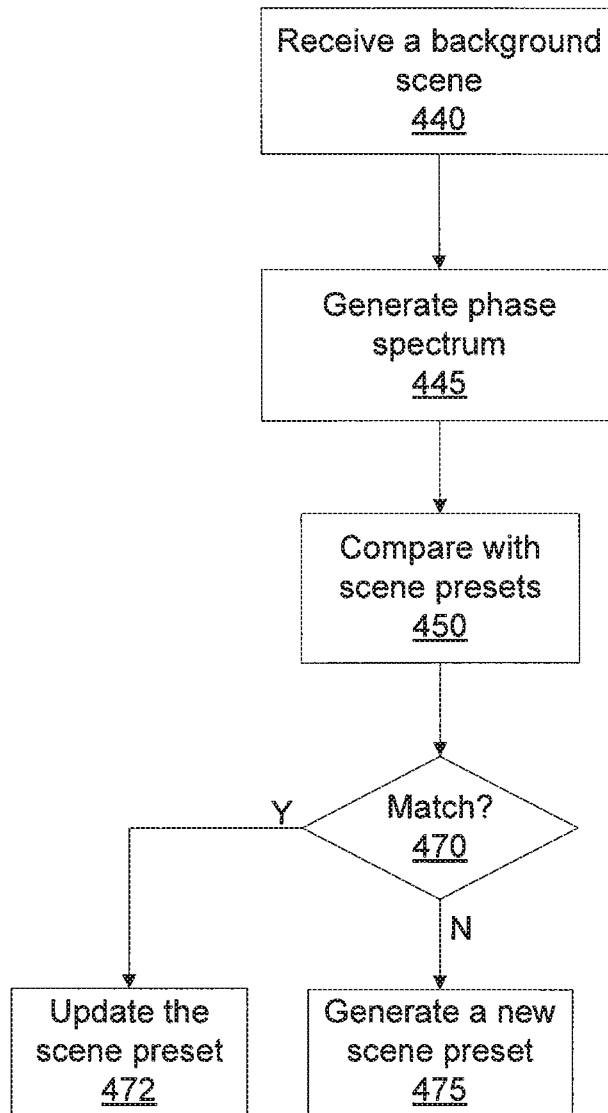 Receive a background
scene
440
Generate phase
spectrum
445
Compare with
scene presets
450
Match?
470
Y
N
Update the
scene preset
472
Generate a new
scene preset
475